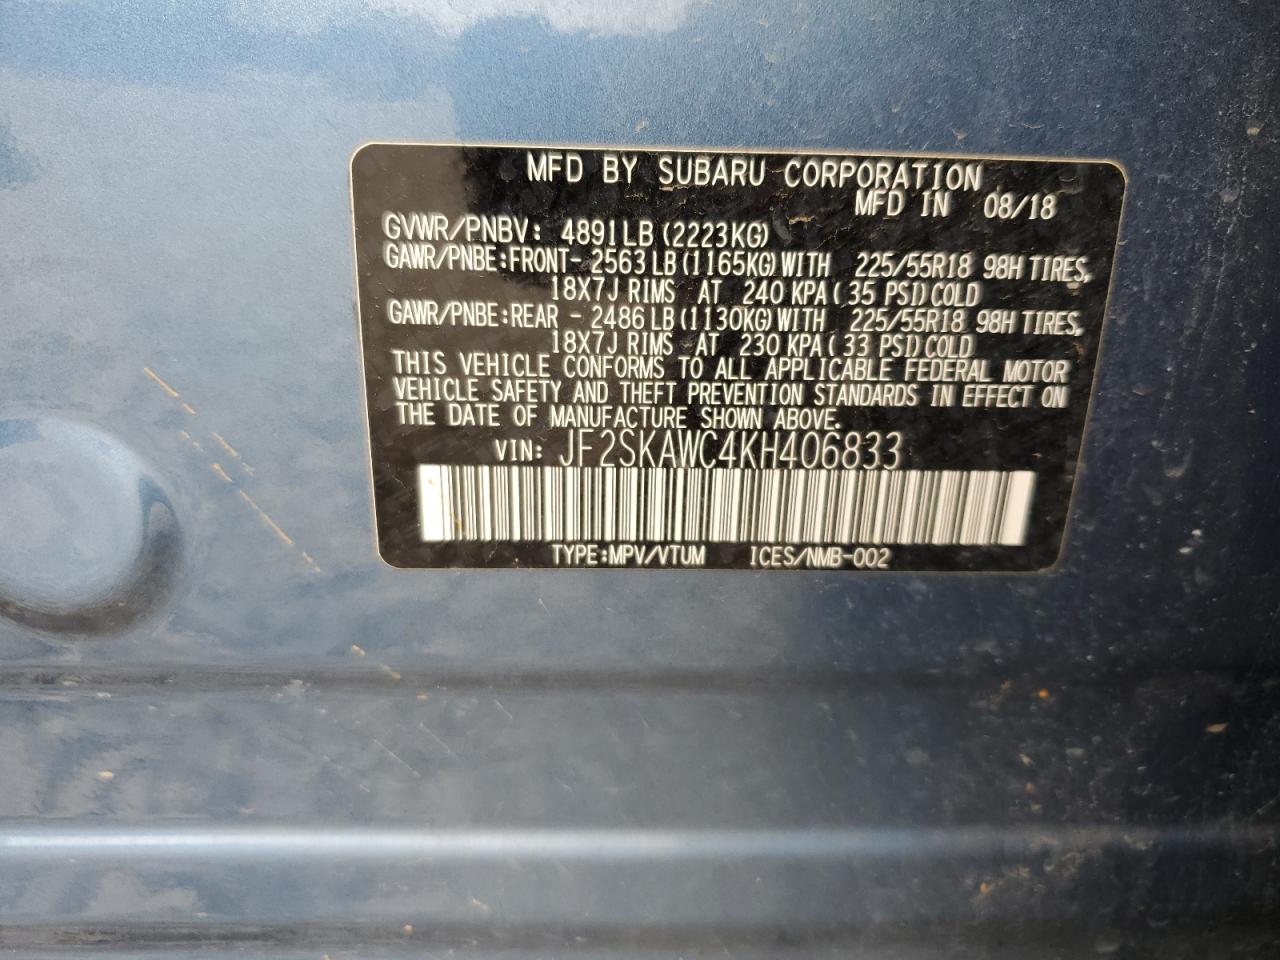 MFD BY SUBARU CORPORATION
MFD IN 08/18
GVWR/PNBV: 4891LB (2223KG)
GAWR/PNBE:FRONT- 2563 LB (1165KG) WITH 225/55R18 98H TIRES,
18X7J RIMS AT 240 KPA( 35 PSI) COLD
GAWR/PNBE:REAR - 2486 LB (1130KG) WITH 225/55R18 98H TIRES,
18X7J RIMS AT 230 KPA( 33 PSI) COLD
THIS VEHICLE CONFORMS TO ALL APPLICABLE FEDERAL MOTOR
VEHICLE SAFETY AND THEFT PREVENTION STANDARDS IN EFFECT ON
THE DATE OF MANUFACTURE SHOWN ABOVE.
VIN: JF2SKAWC4KH406833
TYPE:MPV/VTUM ICES/NMB-002